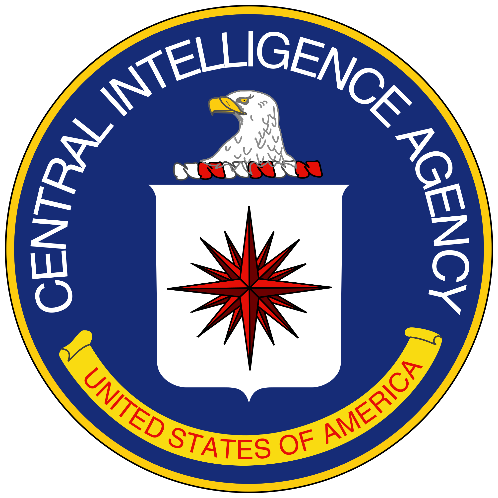 CENTRAL INTELLIGENCE AGENCY
UNITED STATES OF AMERICA